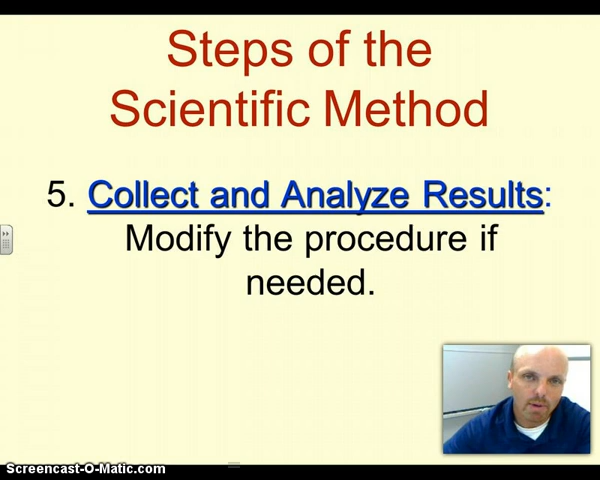 Steps of the
Scientific Method
5. Collect and Analyze Results:
Modify the procedure if
needed.
Screencast-O-Matic.com